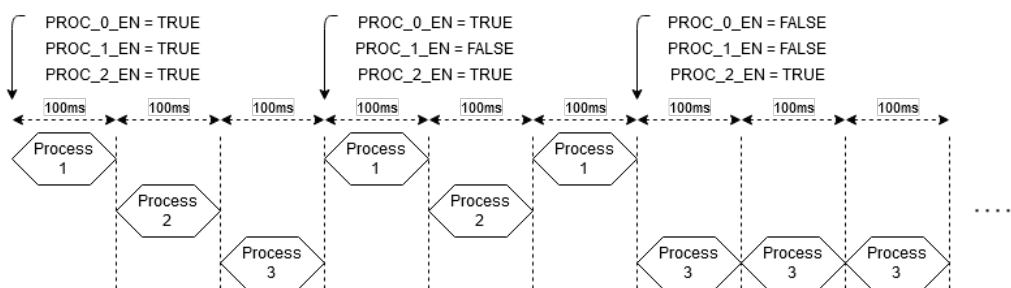 PROC_0_EN = TRUE
PROC_1_EN = TRUE
PROC_2_EN = TRUE
PROC_0_EN = TRUE
PROC_1_EN = FALSE
PROC_2_EN = TRUE
PROC_0_EN = FALSE
PROC_1_EN = FALSE
PROC_2_EN = TRUE
100ms 100ms 100ms 100ms 100ms 100ms 100ms 100ms 100ms
Process
1
Process
1
Process
1
Process
2
Process
2
....
Process
3
Process
3
Process
3
Process
3